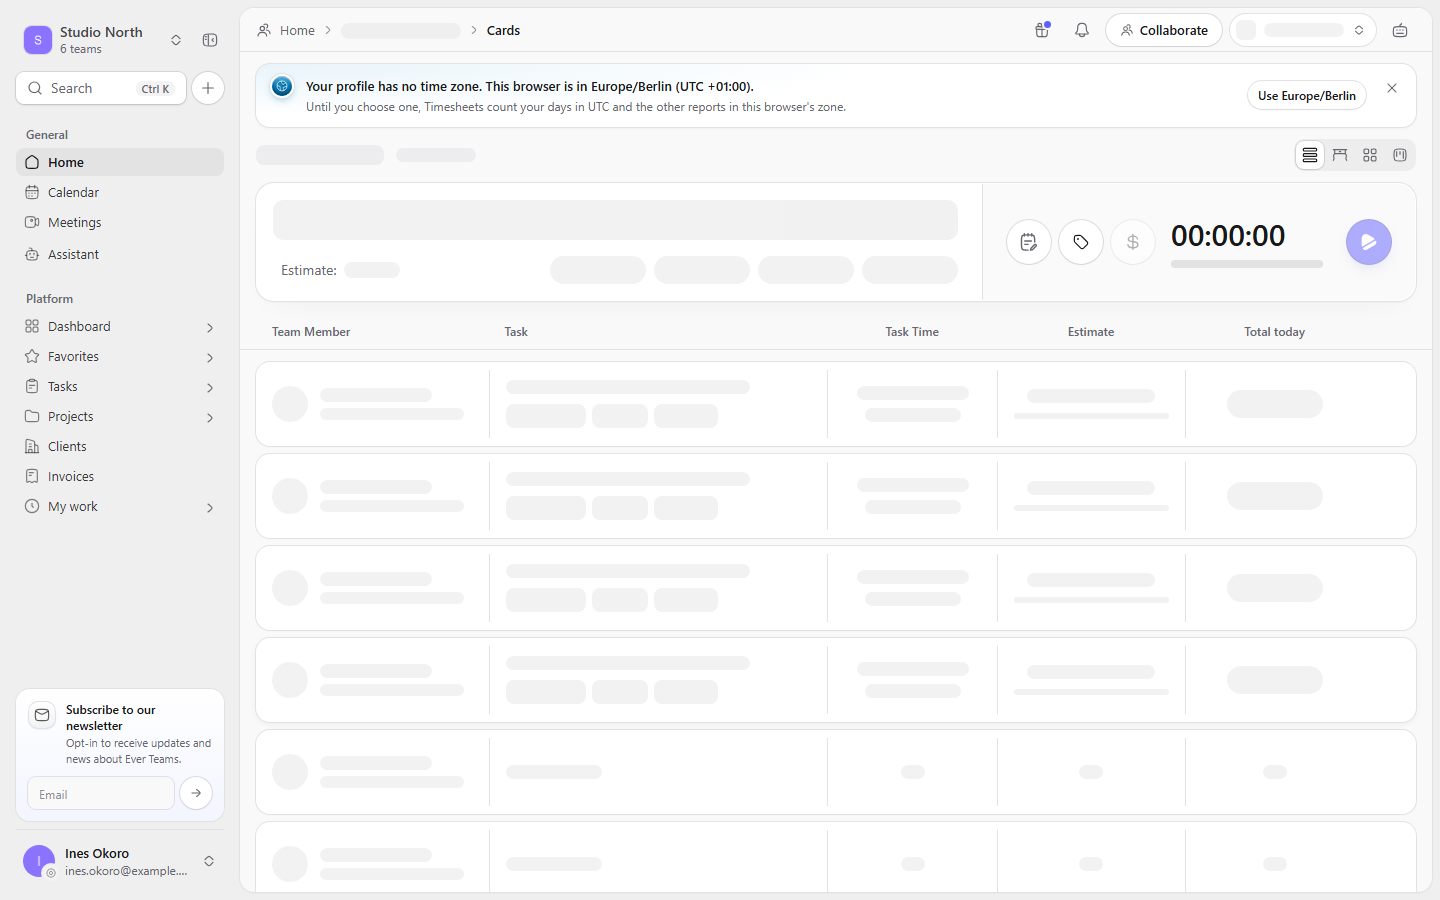 S
Studio North
6 teams
Search
Ctrl K
General
Home
Calendar
Meetings
Assistant
Platform
Dashboard
Favorites
Tasks
Projects
Clients
Invoices
My work
Subscribe to our
newsletter
Opt-in to receive updates and
news about Ever Teams.
Email
I
Ines Okoro
ines.okoro@example....
Home
Cards
Collaborate
Your profile has no time zone. This browser is in Europe/Berlin (UTC +01:00).
Until you choose one, Timesheets count your days in UTC and the other reports in this browser's zone.
Use Europe/Berlin
Estimate:
$
00:00:00
Team Member
Task
Task Time
Estimate
Total today